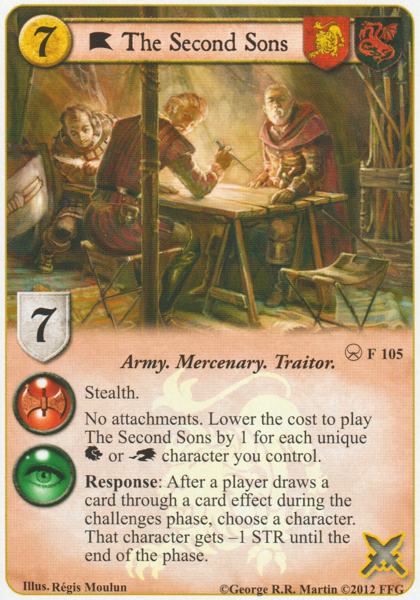 7 The Second Sons
7
Army. Mercenary. Traitor.
F 105
Stealth.
No attachments. Lower the cost to play
The Second Sons by 1 for each unique
or character you control.
Response: After a player draws a
card through a card effect during the
challenges phase, choose a character.
That character gets –1 STR until the
end of the phase.
Illus. Régis Moulun
©George R.R. Martin ©2012 FFG